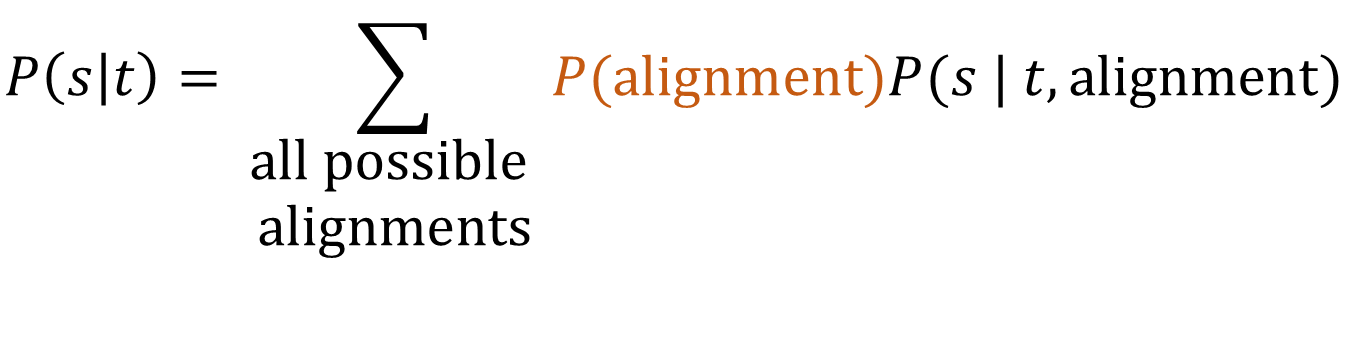 P(s|t) = ∑ P(alignment)P(s | t, alignment)
all possible
alignments